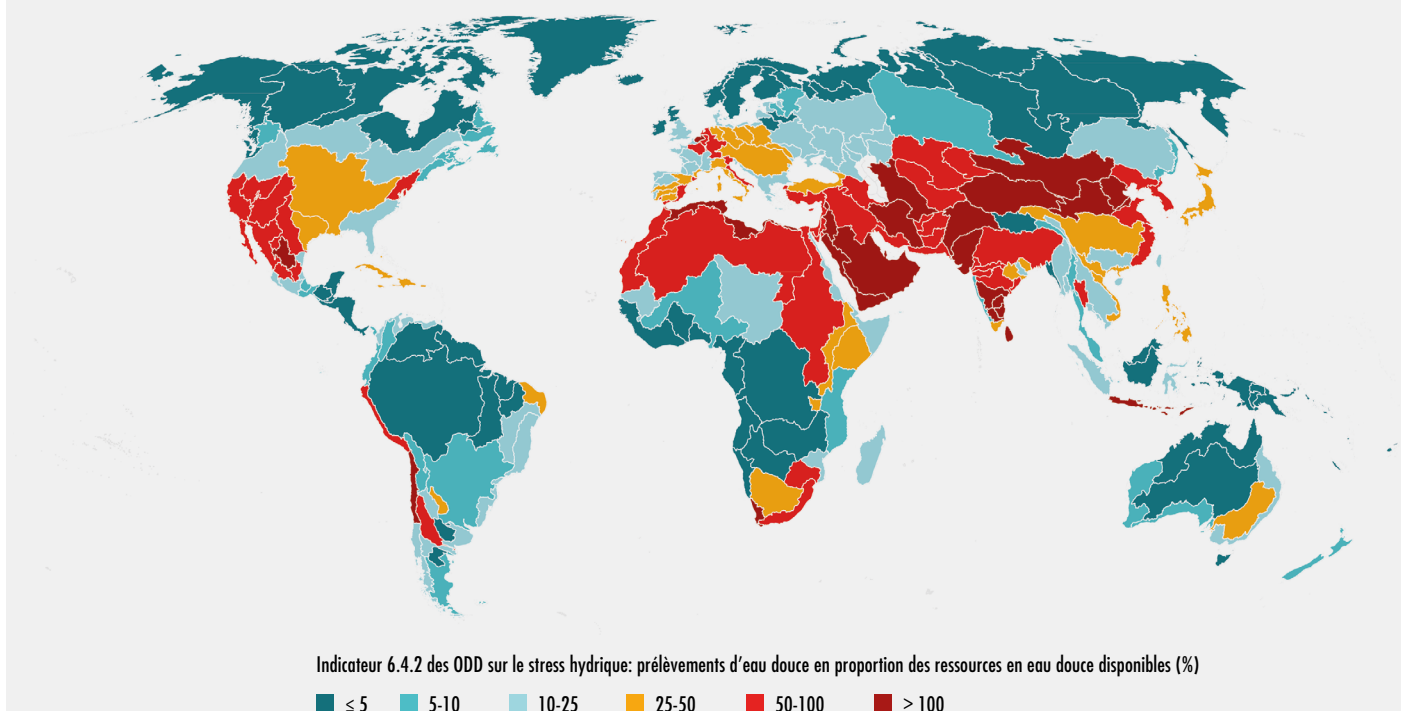 Indicateur 6.4.2 des ODD sur le stress hydrique: prélèvements d’eau douce en proportion des ressources en eau douce disponibles (%)
≤ 5 5-10 10-25 25-50 50-100 > 100